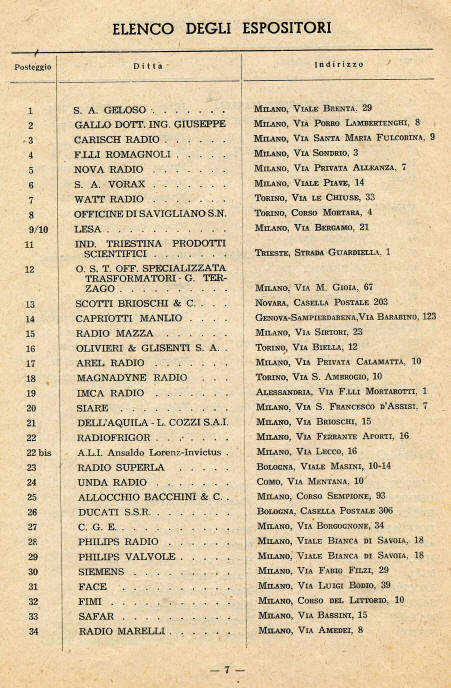 ELENCO DEGLI ESPOSITORI
Posteggio Ditta Indirizzo
1 S. A. GELOSO . . . . . . . MILANO, VIALE BRENTA, 29
2 GALLO DOTT. ING. GIUSEPPE MILANO, VIA PORRO LAMBERTENGHI, 8
3 CARISCH RADIO . . . . . . MILANO, VIA SANTA MARIA FULCORINA, 9
4 F.LLI ROMAGNOLI . . . . . MILANO, VIA SONDRIO, 3
5 NOVA RADIO . . . . . . . MILANO, VIA PRIVATA ALLEANZA, 7
6 S. A. VORAX . . . . . . . MILANO, VIALE PIAVE, 14
7 WATT RADIO . . . . . . . TORINO, VIA LE CHIUSE, 33
8 OFFICINE DI SAVIGLIANO S.N. TORINO, CORSO MORTARA, 4
9/10 LESA . . . . . . . . . MILANO, VIA BERGAMO, 21
11 IND. TRIESTINA PRODOTTI
SCIENTIFICI . . . . . . TRIESTE, STRADA GUARDIELLA, 1
12 O. S. T. OFF. SPECIALIZZATA
TRASFORMATORI - G. TER-
ZAGO . . . . . . . . MILANO, VIA M. GIOIA, 67
13 SCOTTI BRIOSCHI & C. . . . NOVARA, CASELLA POSTALE 203
14 CAPRIOTTI MANLIO . . . . GENOVA-SAMPIERDARENA, VIA BARABINO, 123
15 RADIO MAZZA . . . . . . MILANO, VIA SIRTORI, 23
16 OLIVIERI & GLISENTI S. A. . TORINO, VIA BIELLA, 12
17 AREL RADIO . . . . . . . MILANO, VIA PRIVATA CALAMATTA, 10
18 MAGNADYNE RADIO . . . TORINO, VIA S. AMBROGIO, 10
19 IMCA RADIO . . . . . . . ALESSANDRIA, VIA F.LLI MORTAROTTI, 1
20 SIARE . . . . . . . . . MILANO, VIA S. FRANCESCO D'ASSISI, 7
21 DELL'AQUILA - L. COZZI S.A.I. MILANO, VIA BRIOSCHI, 15
22 RADIOFRIGOR . . . . . . MILANO, VIA FERRANTE APORTI, 16
22 bis A.L.I. Ansaldo Lorenz-Invictus . MILANO, VIA LECCO, 16
23 RADIO SUPERLA . . . . . BOLOGNA, VIALE MASINI, 10-14
24 UNDA RADIO . . . . . . . COMO, VIA MENTANA, 10
25 ALLOCCHIO BACCHINI & C. . MILANO, CORSO SEMPIONE, 93
26 DUCATI S.S.R. . . . . . . BOLOGNA, CASELLA POSTALE 306
27 C. G. E. . . . . . . . . MILANO, VIA BORGOGNONE, 34
28 PHILIPS RADIO . . . . . . MILANO, VIALE BIANCA DI SAVOIA, 18
29 PHILIPS VALVOLE . . . . . MILANO, VIALE BIANCA DI SAVOIA, 18
30 SIEMENS . . . . . . . . MILANO, VIA FABIO FILZI, 29
31 FACE . . . . . . . . . MILANO, VIA LUIGI BODIO, 39
32 FIMI . . . . . . . . . MILANO, CORSO DEL LITTORIO, 10
33 SAFAR . . . . . . . . . MILANO, VIA BASSINI, 15
34 RADIO MARELLI . . . . . . MILANO, VIA AMEDEI, 8
— 7 —